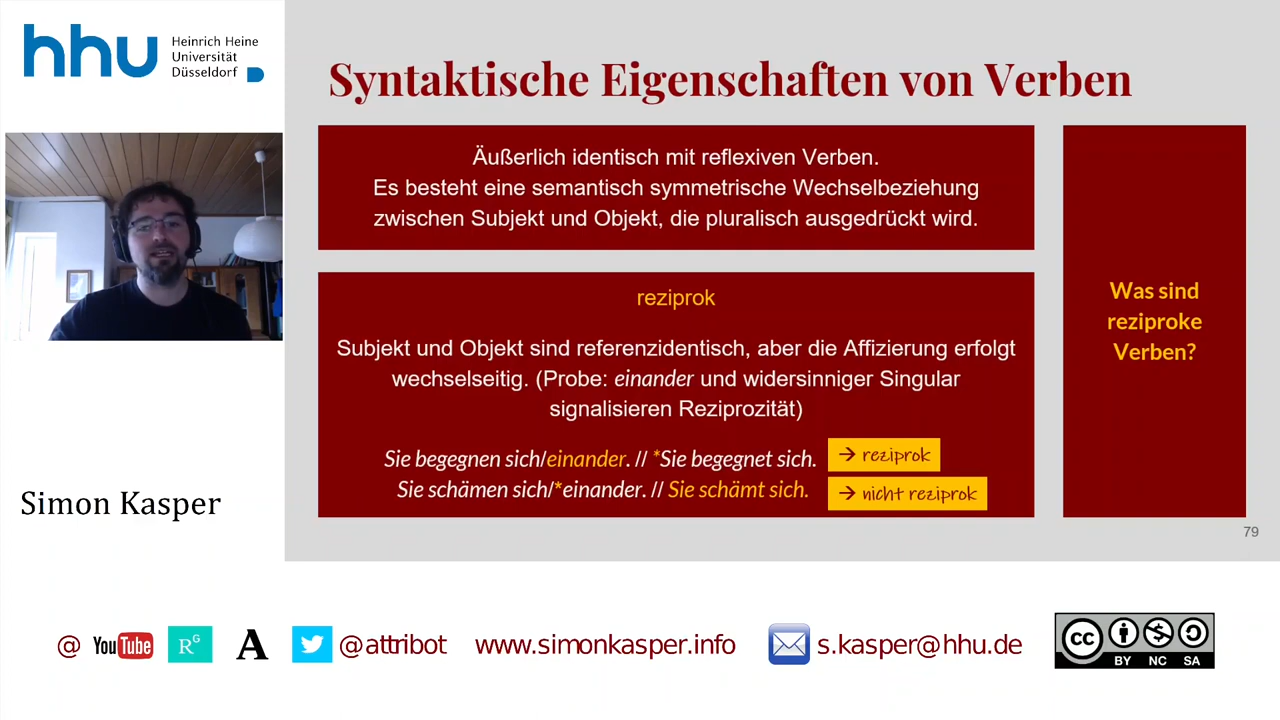 hhu
Heinrich Heine
Universität
Düsseldorf
Syntaktische Eigenschaften von Verben
Äußerlich identisch mit reflexiven Verben.
Es besteht eine semantisch symmetrische Wechselbeziehung
zwischen Subjekt und Objekt, die pluralisch ausgedrückt wird.
reziprok
Subjekt und Objekt sind referenzidentisch, aber die Affizierung erfolgt
wechselseitig. (Probe: einander und widersinniger Singular
signalisieren Reziprozität)
Sie begegnen sich/einander. // *Sie begegnet sich. → reziprok
Sie schämen sich/*einander. // Sie schämt sich. → nicht reziprok
Was sind
reziproke
Verben?
79
Simon Kasper
@ YouTube RG A @attribot www.simonkasper.info s.kasper@hhu.de
cc BY NC SA